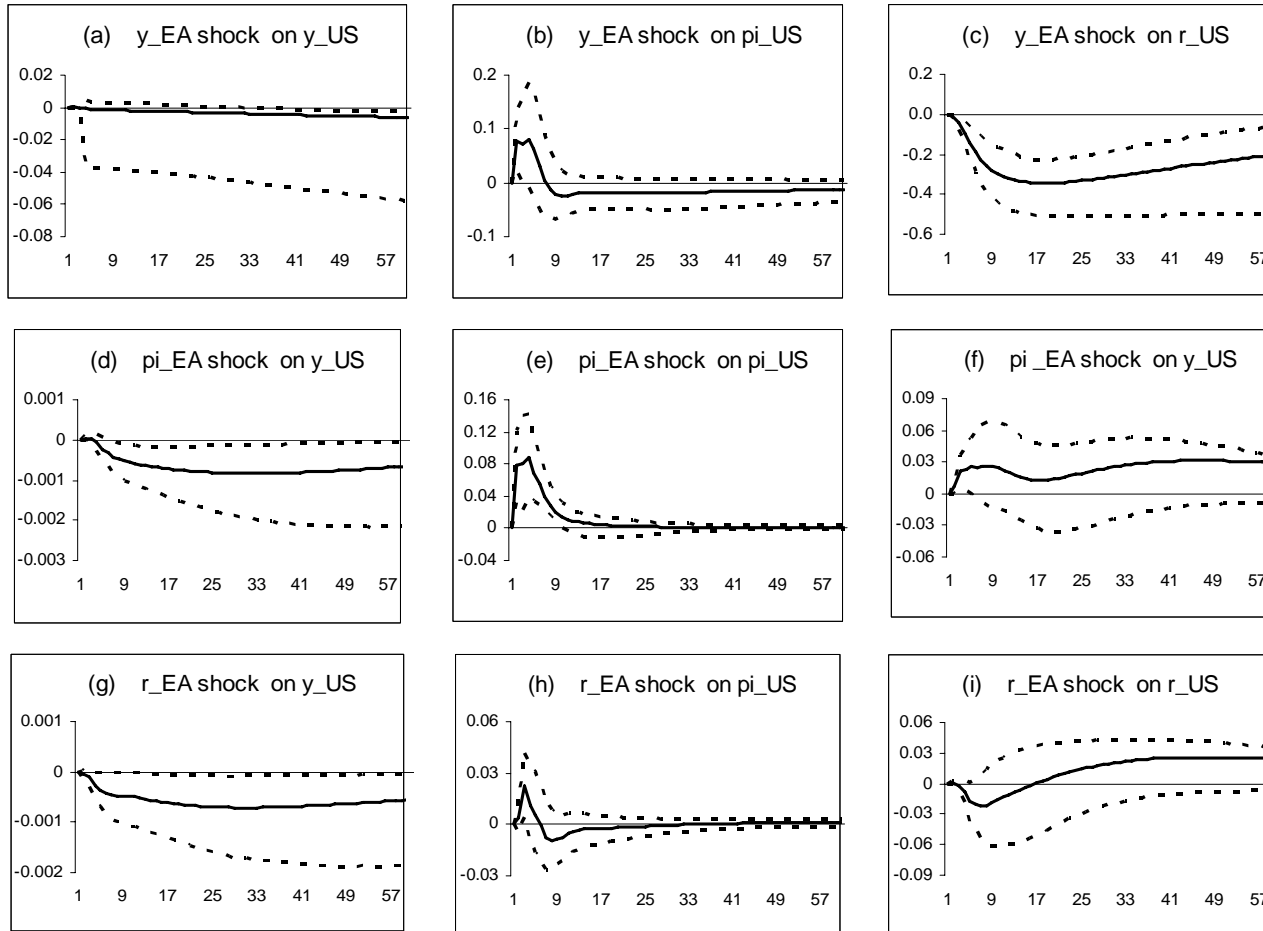 (a) y_EA shock on y_US
0.02
0
-0.02
-0.04
-0.06
-0.08
1 9 17 25 33 41 49 57
(b) y_EA shock on pi_US
0.2
0.1
0
-0.1
1 9 17 25 33 41 49 57
(c) y_EA shock on r_US
0.2
0.0
-0.2
-0.4
-0.6
1 9 17 25 33 41 49 57
(d) pi_EA shock on y_US
0.001
0
-0.001
-0.002
-0.003
1 9 17 25 33 41 49 57
(e) pi_EA shock on pi_US
0.16
0.12
0.08
0.04
0
-0.04
1 9 17 25 33 41 49 57
(f) pi _EA shock on y_US
0.09
0.06
0.03
0
-0.03
-0.06
1 9 17 25 33 41 49 57
(g) r_EA shock on y_US
0.001
0
-0.001
-0.002
1 9 17 25 33 41 49 57
(h) r_EA shock on pi_US
0.06
0.03
0
-0.03
1 9 17 25 33 41 49 57
(i) r_EA shock on r_US
0.06
0.03
0
-0.03
-0.06
-0.09
1 9 17 25 33 41 49 57